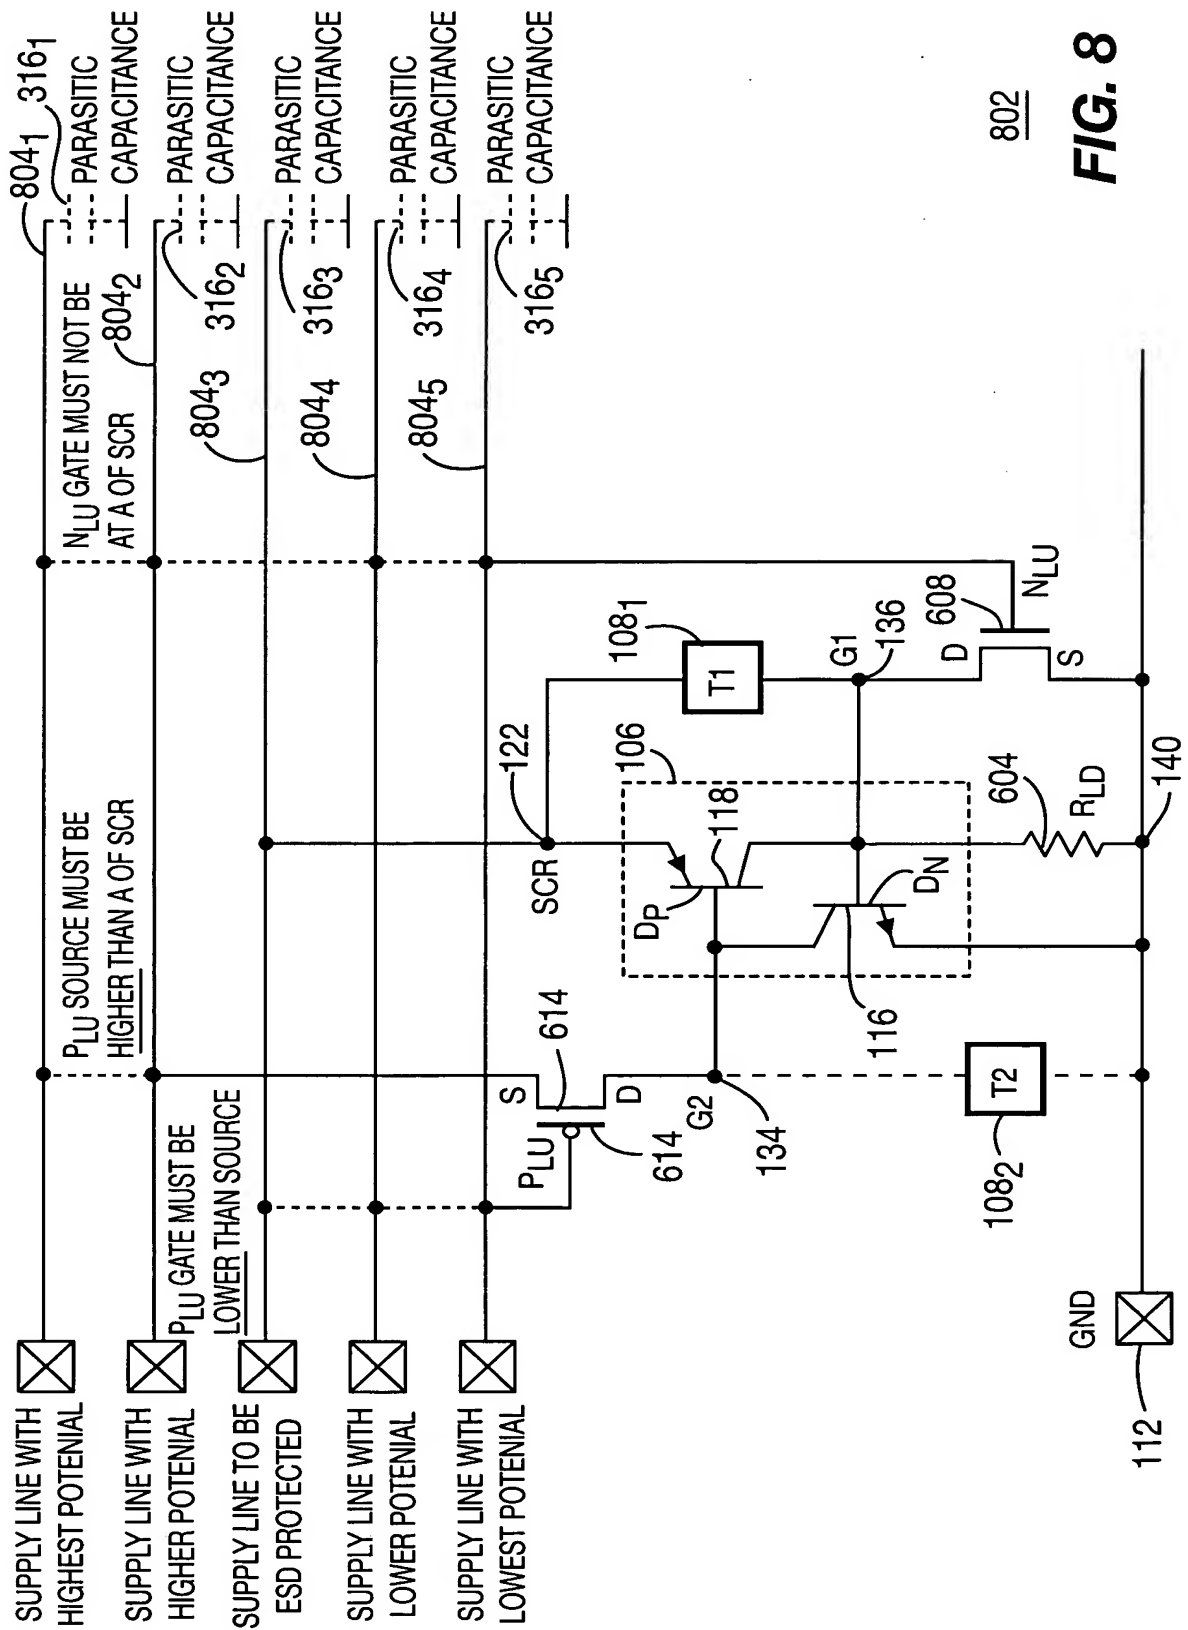 SUPPLY LINE WITH
HIGHEST POTENIAL
SUPPLY LINE WITH
HIGHER POTENIAL
SUPPLY LINE TO BE
ESD PROTECTED
SUPPLY LINE WITH
LOWER POTENIAL
SUPPLY LINE WITH
LOWEST POTENIAL
PLU SOURCE MUST BE
HIGHER THAN A OF SCR
PLU GATE MUST BE
LOWER THAN SOURCE
NLU GATE MUST NOT BE
AT A OF SCR
8041
3161
PARASITIC
CAPACITANCE
8042
3162
PARASITIC
CAPACITANCE
8043
3163
PARASITIC
CAPACITANCE
8044
3164
PARASITIC
CAPACITANCE
8045
3165
PARASITIC
CAPACITANCE
PLU
S
D
614
614
G2
134
SCR
122
106
DP
118
116
DN
T1
1081
G1
136
D
S
608
NLU
604
RLD
140
T2
1082
GND
112
802
FIG. 8